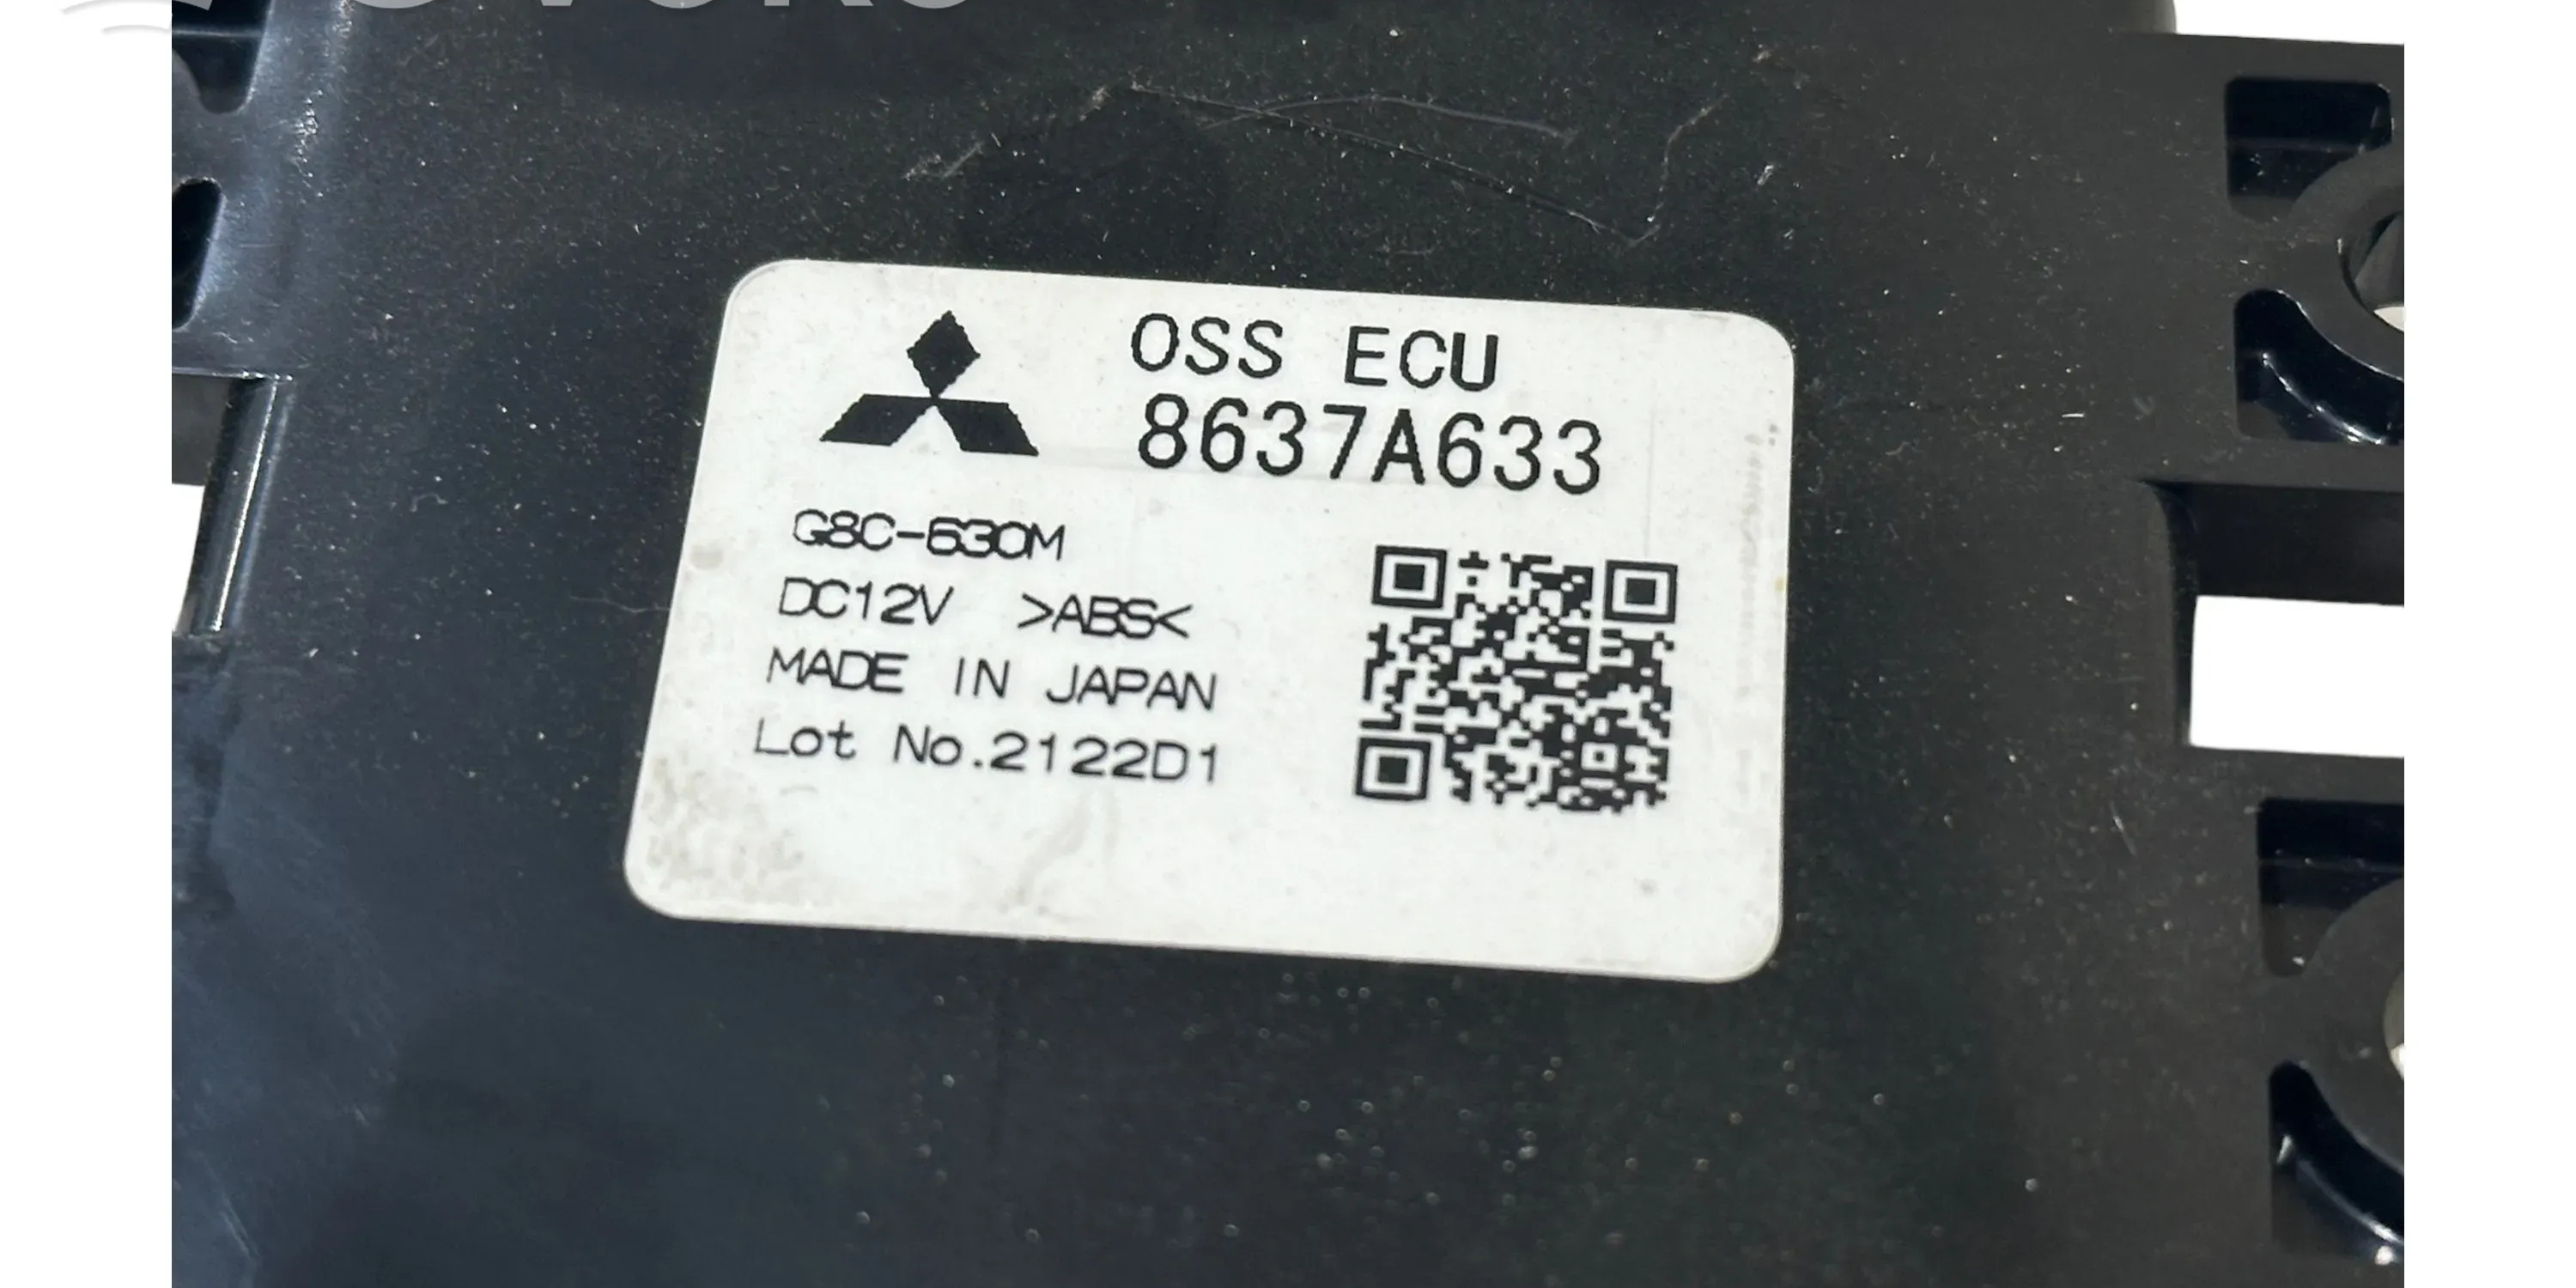 OSS ECU
8637A633
G8C-630M
DC12V >ABS<
MADE IN JAPAN
Lot No.2122D1